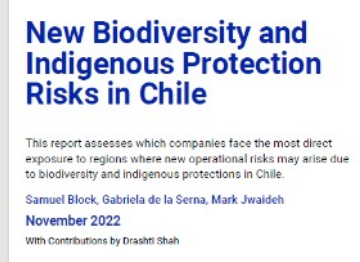 New Biodiversity and
Indigenous Protection
Risks in Chile
This report assesses which companies face the most direct
exposure to regions where new operational risks may arise due
to biodiversity and indigenous protections in Chile.
Samuel Block, Gabriela de la Serna, Mark Jwaideh
November 2022
With Contributions by Drashti Shah